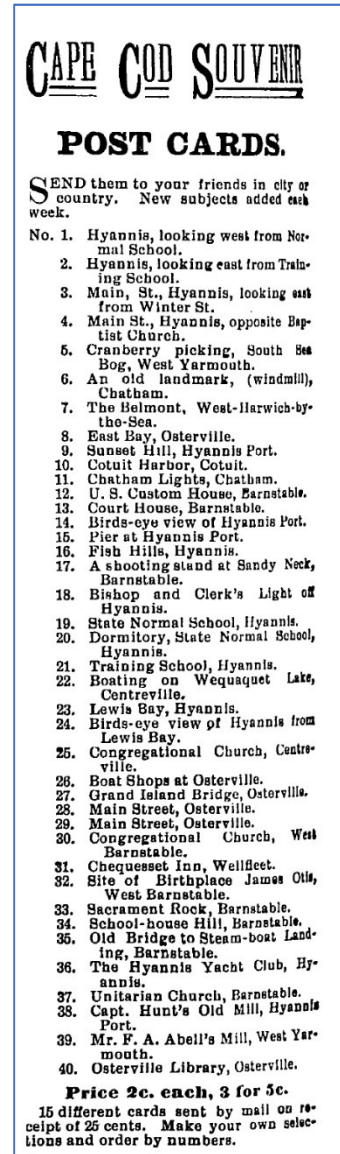 CAPE COD SOUVENIR
POST CARDS.
SEND them to your friends in city or
country. New subjects added each
week.
No. 1. Hyannis, looking west from Nor-
mal School.
2. Hyannis, looking east from Train-
ing School.
3. Main, St., Hyannis, looking east
from Winter St.
4. Main St., Hyannis, opposite Bap-
tist Church.
5. Cranberry picking, South Sea
Bog, West Yarmouth.
6. An old landmark, (windmill),
Chatham.
7. The Belmont, West-Harwich-by-
the-Sea.
8. East Bay, Osterville.
9. Sunset Hill, Hyannis Port.
10. Cotuit Harbor, Cotuit.
11. Chatham Lights, Chatham.
12. U. S. Custom House, Barnstable.
13. Court House, Barnstable.
14. Birds-eye view of Hyannis Port.
15. Pier at Hyannis Port.
16. Fish Hills, Hyannis.
17. A shooting stand at Sandy Neck,
Barnstable.
18. Bishop and Clerk's Light off
Hyannis.
19. State Normal School, Hyannis.
20. Dormitory, State Normal School,
Hyannis.
21. Training School, Hyannis.
22. Boating on Wequaquet Lake,
Centreville.
23. Lewis Bay, Hyannis.
24. Birds-eye view of Hyannis from
Lewis Bay.
25. Congregational Church, Centre-
ville.
26. Boat Shops at Osterville.
27. Grand Island Bridge, Osterville.
28. Main Street, Osterville.
29. Main Street, Osterville.
30. Congregational Church, West
Barnstable.
31. Chequesset Inn, Wellfleet.
32. Site of Birthplace James Otis,
West Barnstable.
33. Sacrament Rock, Barnstable.
34. School-house Hill, Barnstable.
35. Old Bridge to Steam-boat Land-
ing, Barnstable.
36. The Hyannis Yacht Club, Hy-
annis.
37. Unitarian Church, Barnstable.
38. Capt. Hunt's Old Mill, Hyannis
Port.
39. Mr. F. A. Abell's Mill, West Yar-
mouth.
40. Osterville Library, Osterville.
Price 2c. each, 3 for 5c.
15 different cards sent by mail on re-
ceipt of 25 cents. Make your own selec-
tions and order by numbers.